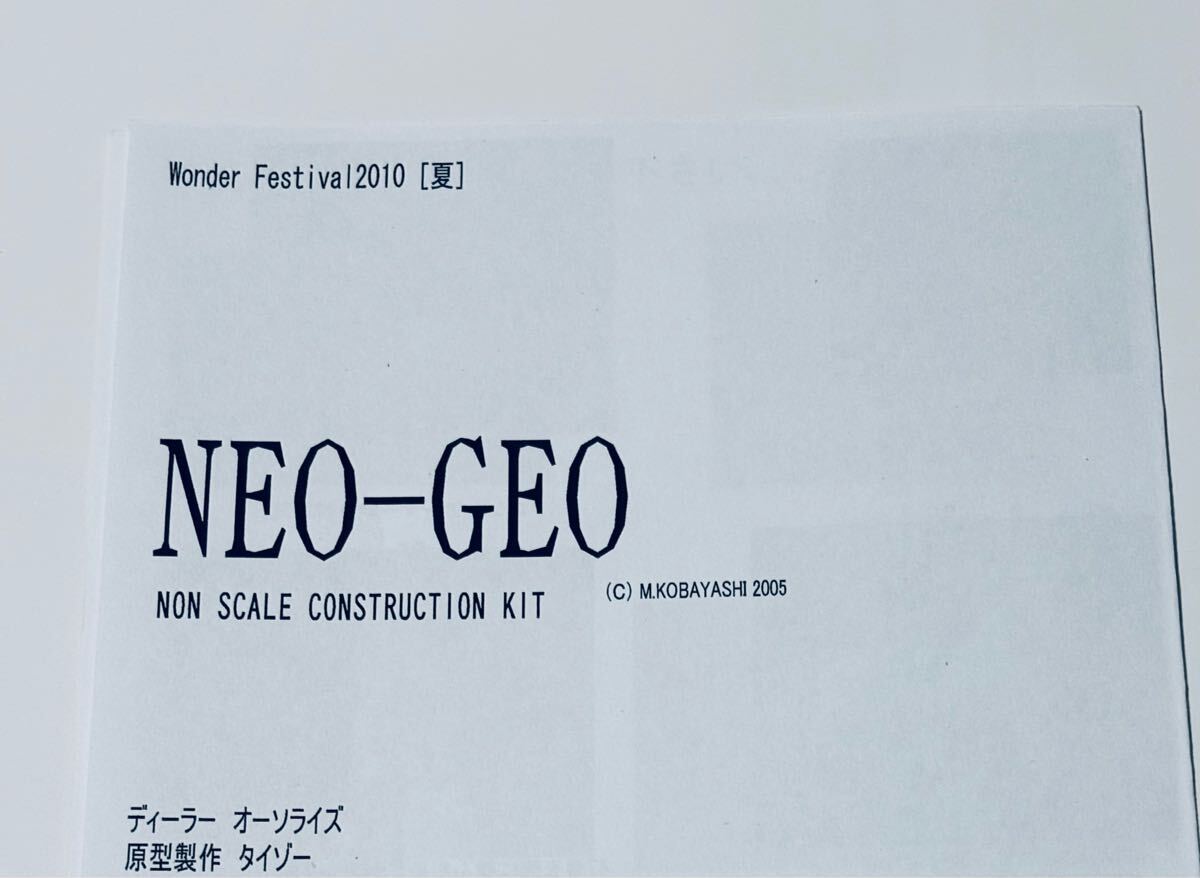 Wonder Festival2010 [夏]
NEO-GEO
NON SCALE CONSTRUCTION KIT
(C) M.KOBAYASHI 2005
ディーラー オーソライズ
原型製作 タイゾー